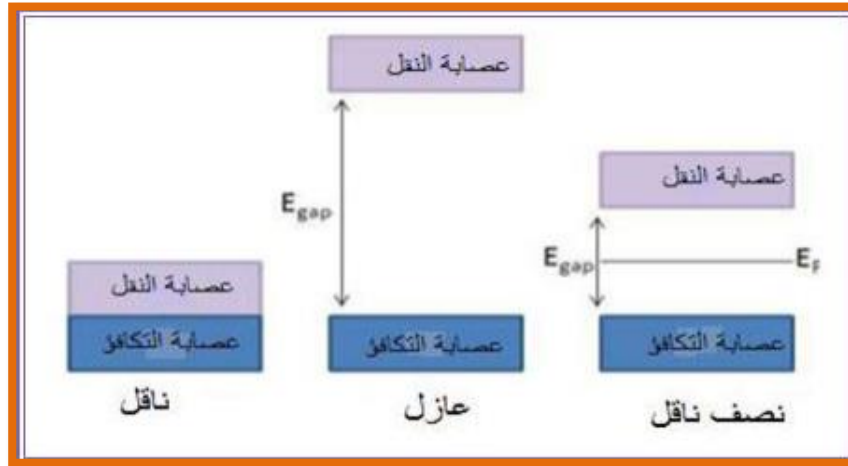 عصابة النقل
عصابة النقل
E_gap
E_gap
E_F
عصابة النقل
عصابة التكافؤ
عصابة التكافؤ
عصابة التكافؤ
ناقل
عازل
نصف ناقل